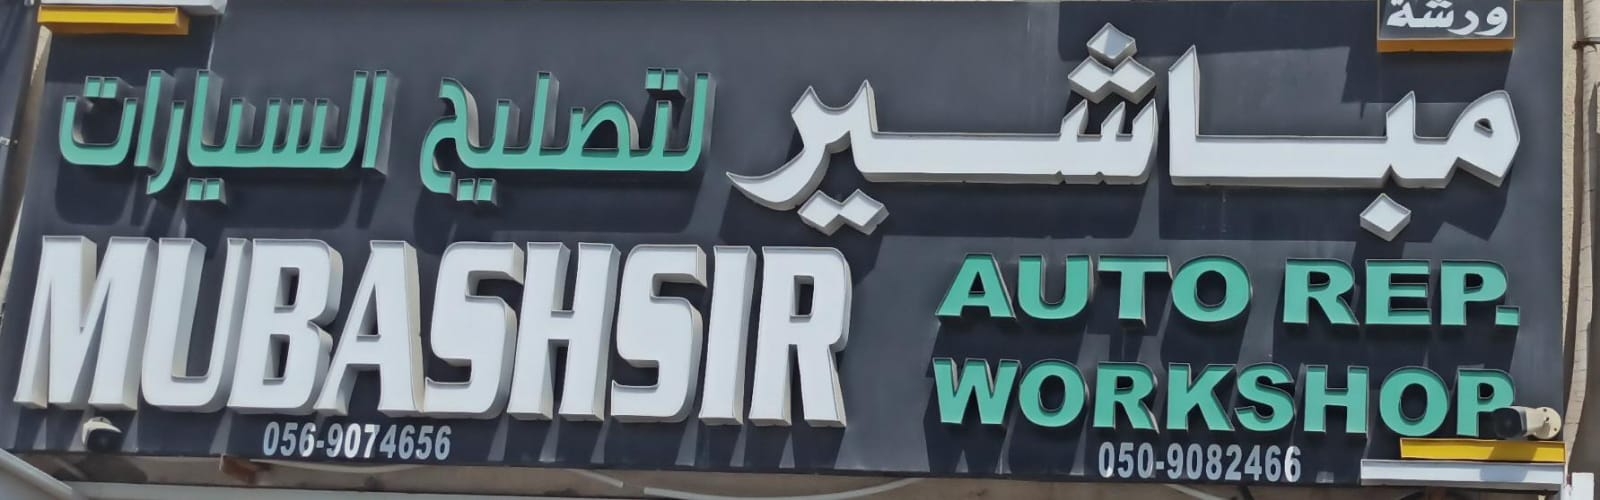 ورشة
مباشير لتصليح السيارات
MUBASHSIR AUTO REP.
WORKSHOP
056-9074656 050-9082466